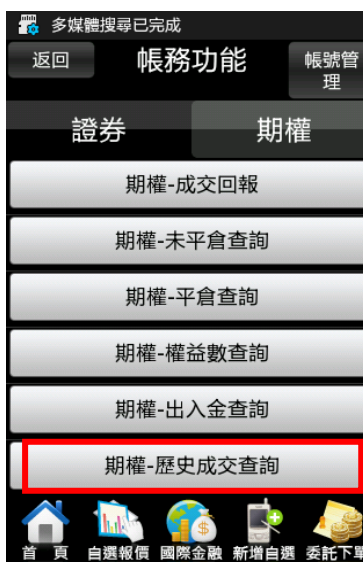 多媒體搜尋已完成
返回
帳務功能
帳號管
理
證券
期權
期權-成交回報
期權-未平倉查詢
期權-平倉查詢
期權-權益數查詢
期權-出入金查詢
期權-歷史成交查詢
首 頁
自選報價
國際金融
新增自選
委託下單